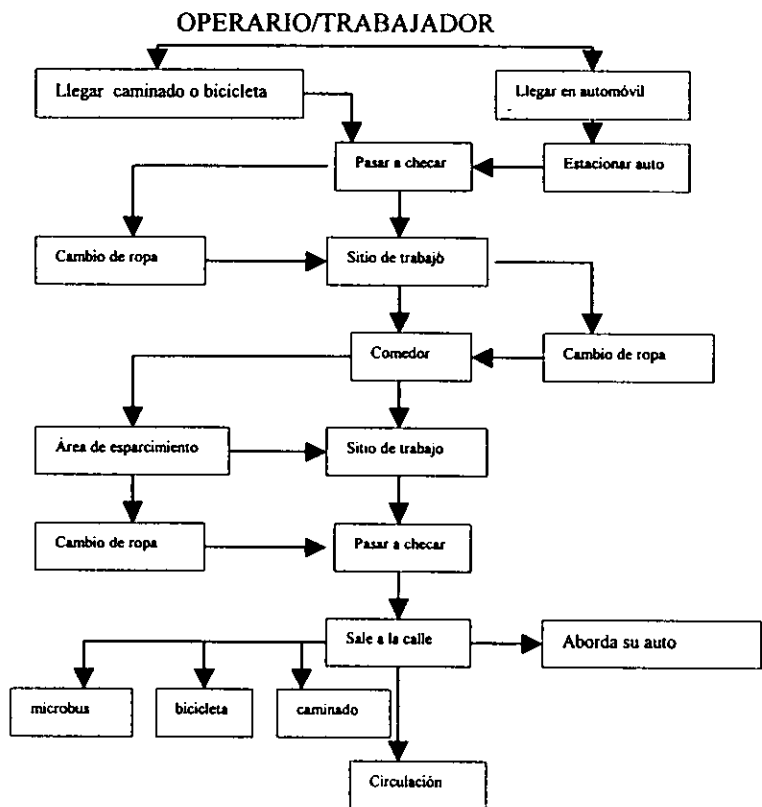 OPERARIO/TRABAJADOR
Llegar caminado o bicicleta
Llegar en automóvil
Pasar a checar
Estacionar auto
Cambio de ropa
Sitio de trabajò
Comedor
Cambio de ropa
Área de esparcimiento
Sitio de trabajo
Cambio de ropa
Pasar a checar
Sale a la calle
Aborda su auto
microbus
bicicleta
caminado
Circulación